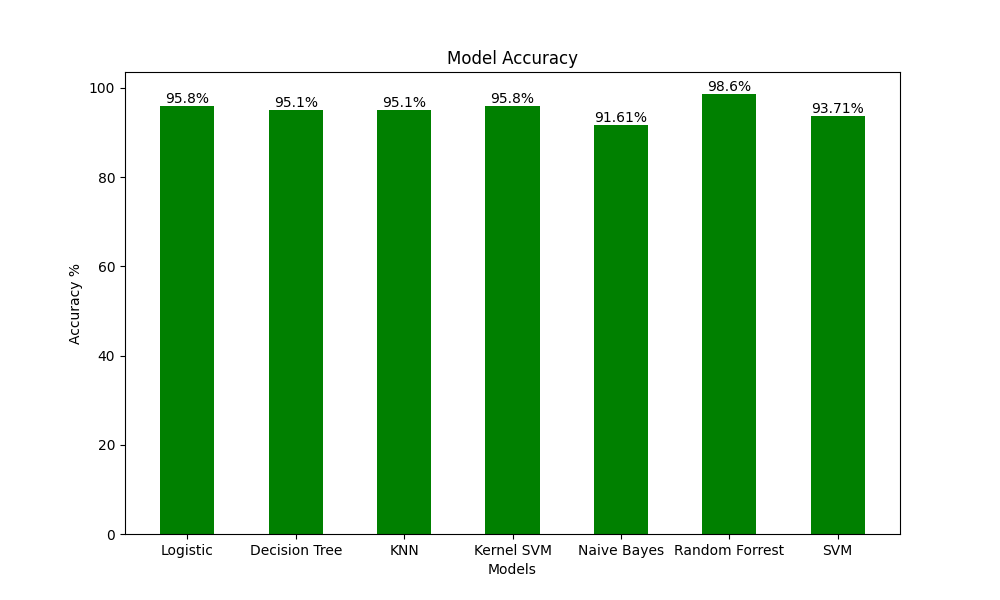 Model Accuracy
95.8%
95.1%
95.1%
95.8%
91.61%
98.6%
93.71%
100
80
60
40
20
0
Accuracy %
Logistic
Decision Tree
KNN
Kernel SVM
Naive Bayes
Random Forrest
SVM
Models